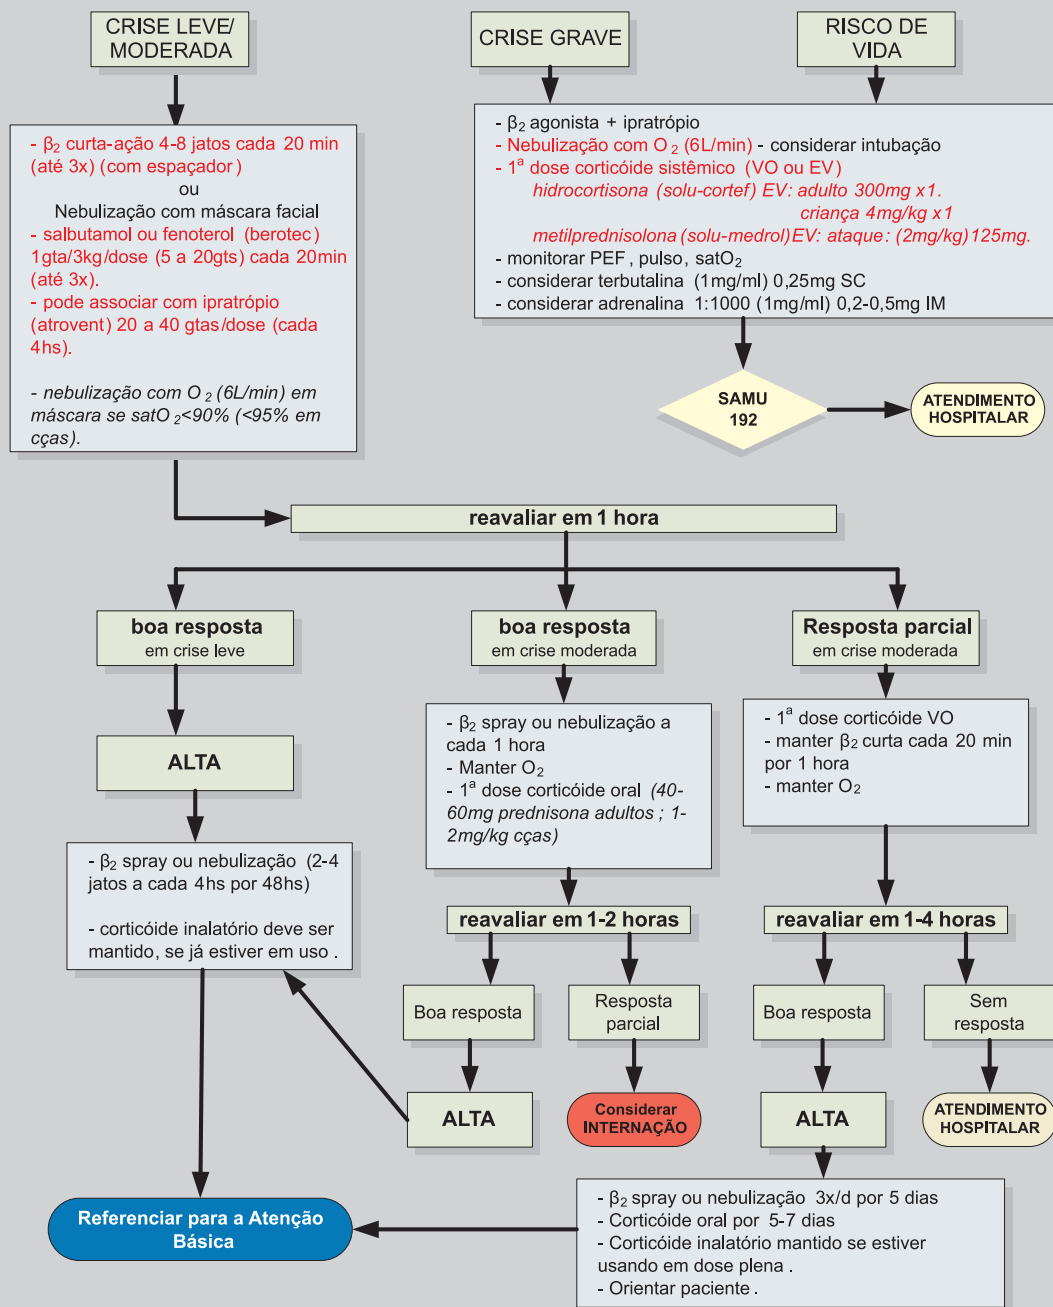 CRISE LEVE/
MODERADA
CRISE GRAVE
RISCO DE
VIDA
- β2 curta-ação 4-8 jatos cada 20 min
(até 3x) (com espaçador)
ou
Nebulização com máscara facial
- salbutamol ou fenoterol (berotec)
1gta/3kg/dose (5 a 20gts) cada 20min
(até 3x).
- pode associar com ipratrópio
(atrovent) 20 a 40 gtas/dose (cada
4hs).
- nebulização com O2 (6L/min) em
máscara se satO2<90% (<95% em
cças).
- β2 agonista + ipratrópio
- Nebulização com O2 (6L/min) - considerar intubação
- 1ª dose corticóide sistêmico (VO ou EV)
hidrocortisona (solu-cortef) EV: adulto 300mg x1.
criança 4mg/kg x1
metilprednisolona (solu-medrol)EV: ataque: (2mg/kg)125mg.
- monitorar PEF, pulso, satO2
- considerar terbutalina (1mg/ml) 0,25mg SC
- considerar adrenalina 1:1000 (1mg/ml) 0,2-0,5mg IM
SAMU
192
ATENDIMENTO
HOSPITALAR
reavaliar em 1 hora
boa resposta
em crise leve
boa resposta
em crise moderada
Resposta parcial
em crise moderada
ALTA
- β2 spray ou nebulização a
cada 1 hora
- Manter O2
- 1ª dose corticóide oral (40-
60mg prednisona adultos ; 1-
2mg/kg cças)
- 1ª dose corticóide VO
- manter β2 curta cada 20 min
por 1 hora
- manter O2
- β2 spray ou nebulização (2-4
jatos a cada 4hs por 48hs)
- corticóide inalatório deve ser
mantido, se já estiver em uso .
reavaliar em 1-2 horas
reavaliar em 1-4 horas
Boa resposta
Resposta
parcial
Boa resposta
Sem
resposta
ALTA
Considerar
INTERNAÇÃO
ALTA
ATENDIMENTO
HOSPITALAR
Referenciar para a Atenção
Básica
- β2 spray ou nebulização 3x/d por 5 dias
- Corticóide oral por 5-7 dias
- Corticóide inalatório mantido se estiver
usando em dose plena .
- Orientar paciente .